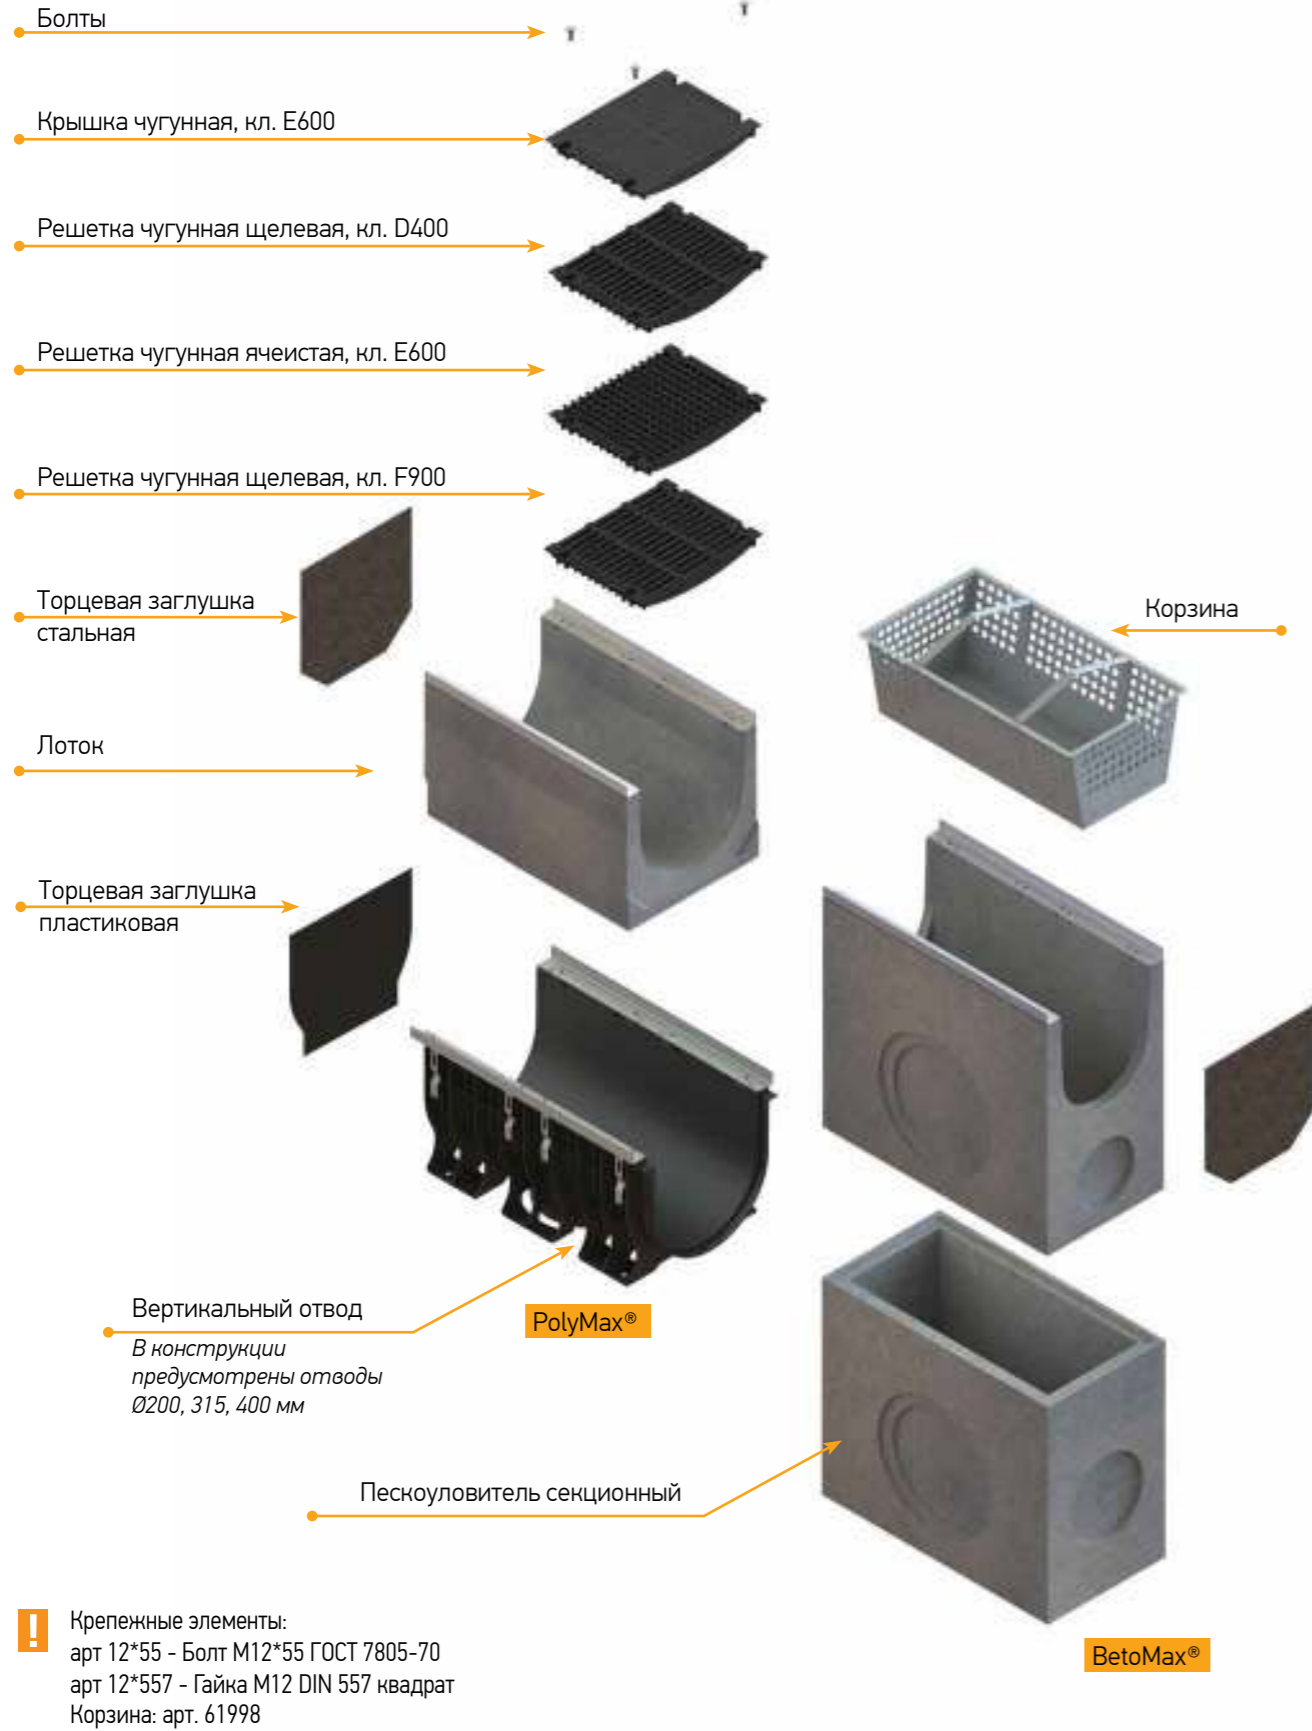 Болты
Крышка чугунная, кл. E600
Решетка чугунная щелевая, кл. D400
Решетка чугунная ячеистая, кл. E600
Решетка чугунная щелевая, кл. F900
Торцевая заглушка
стальная
Корзина
Лоток
Торцевая заглушка
пластиковая
Вертикальный отвод
В конструкции
предусмотрены отводы
Ø200, 315, 400 мм
PolyMax®
Пескоуловитель секционный
BetoMax®
!
Крепежные элементы:
арт 12*55 - Болт М12*55 ГОСТ 7805-70
арт 12*557 - Гайка М12 DIN 557 квадрат
Корзина: арт. 61998